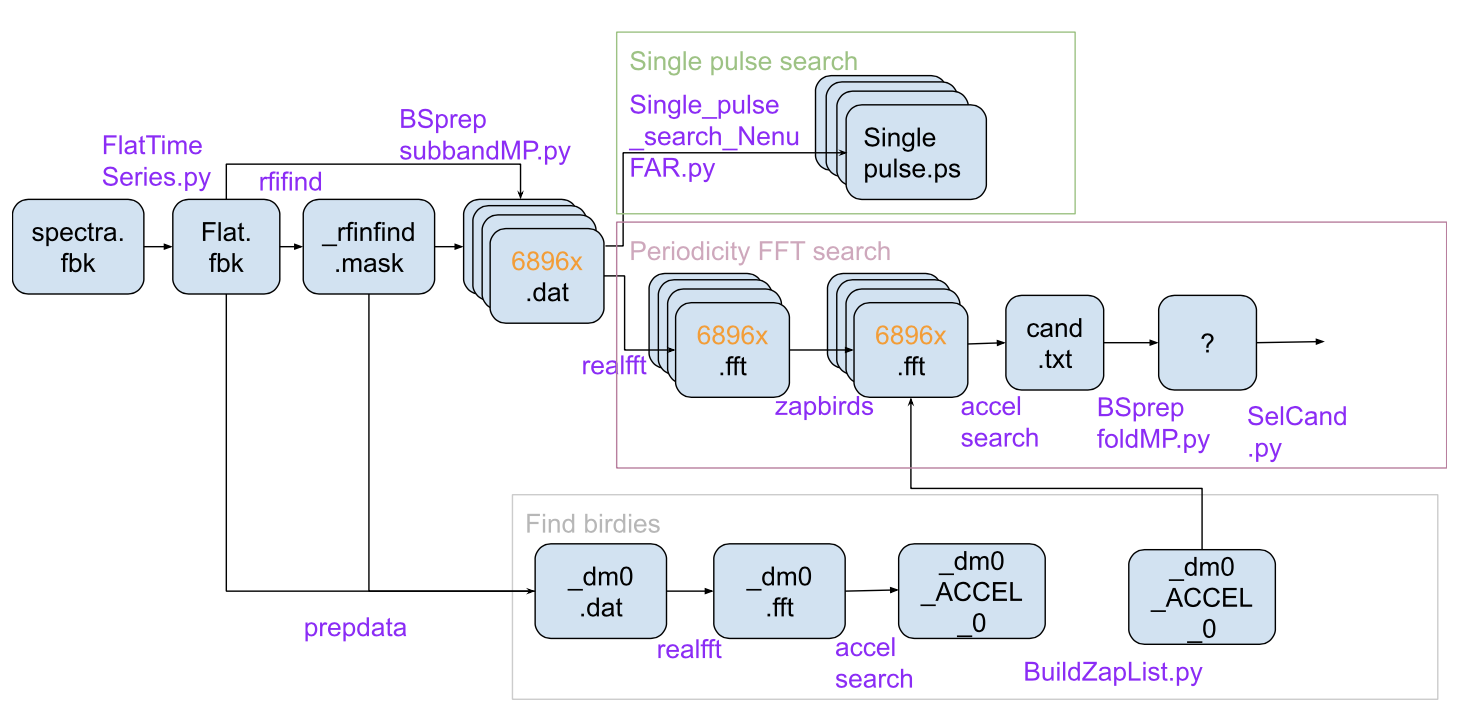 Single pulse search
Single_pulse
_search_Nenu
FAR.py
Single
pulse.ps
BSprep
subbandMP.py
FlatTime
Series.py
rfifind
spectra.
fbk
Flat.
fbk
_rfinfind
.mask
6896x
.dat
Periodicity FFT search
realfft
6896x
.fft
zapbirds
6896x
.fft
accel
search
cand
.txt
BSprep
foldMP.py
?
SelCand
.py
Find birdies
prepdata
_dm0
.dat
realfft
_dm0
.fft
accel
search
_dm0
_ACCEL
_0
BuildZapList.py
_dm0
_ACCEL
_0